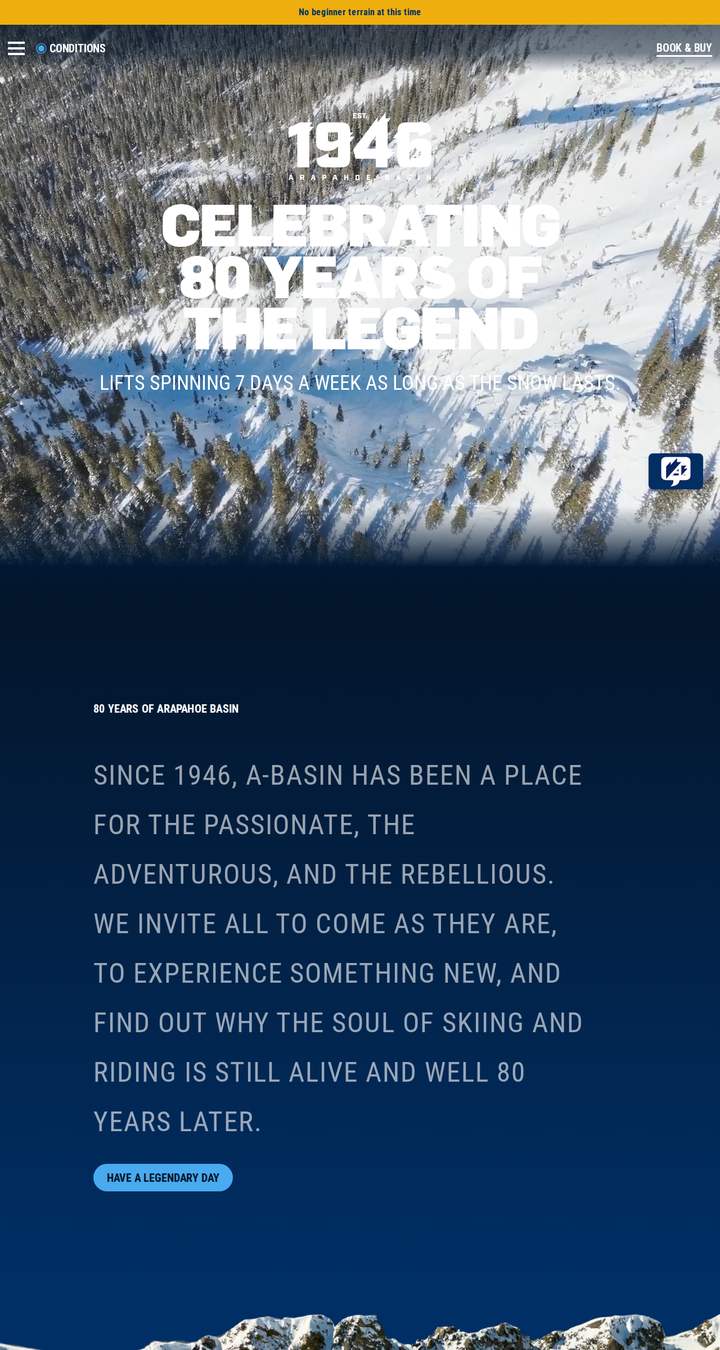 No beginner terrain at this time
CONDITIONS
BOOK & BUY
EST.
1946
ARAPAHOE BASIN
CELEBRATING
80 YEARS OF
THE LEGEND
LIFTS SPINNING 7 DAYS A WEEK AS LONG AS THE SNOW LASTS.
80 YEARS OF ARAPAHOE BASIN
SINCE 1946, A-BASIN HAS BEEN A PLACE
FOR THE PASSIONATE, THE
ADVENTUROUS, AND THE REBELLIOUS.
WE INVITE ALL TO COME AS THEY ARE,
TO EXPERIENCE SOMETHING NEW, AND
FIND OUT WHY THE SOUL OF SKIING AND
RIDING IS STILL ALIVE AND WELL 80
YEARS LATER.
HAVE A LEGENDARY DAY